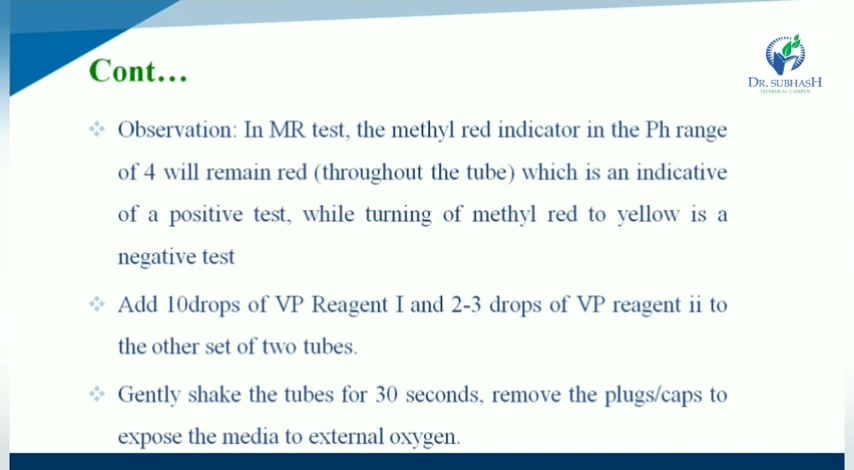 Cont...
DR. SUBHASH
TECHNICAL CAMPUS
Observation: In MR test, the methyl red indicator in the Ph range
of 4 will remain red (throughout the tube) which is an indicative
of a positive test, while turning of methyl red to yellow is a
negative test
Add 10drops of VP Reagent I and 2-3 drops of VP reagent ii to
the other set of two tubes.
Gently shake the tubes for 30 seconds, remove the plugs/caps to
expose the media to external oxygen.